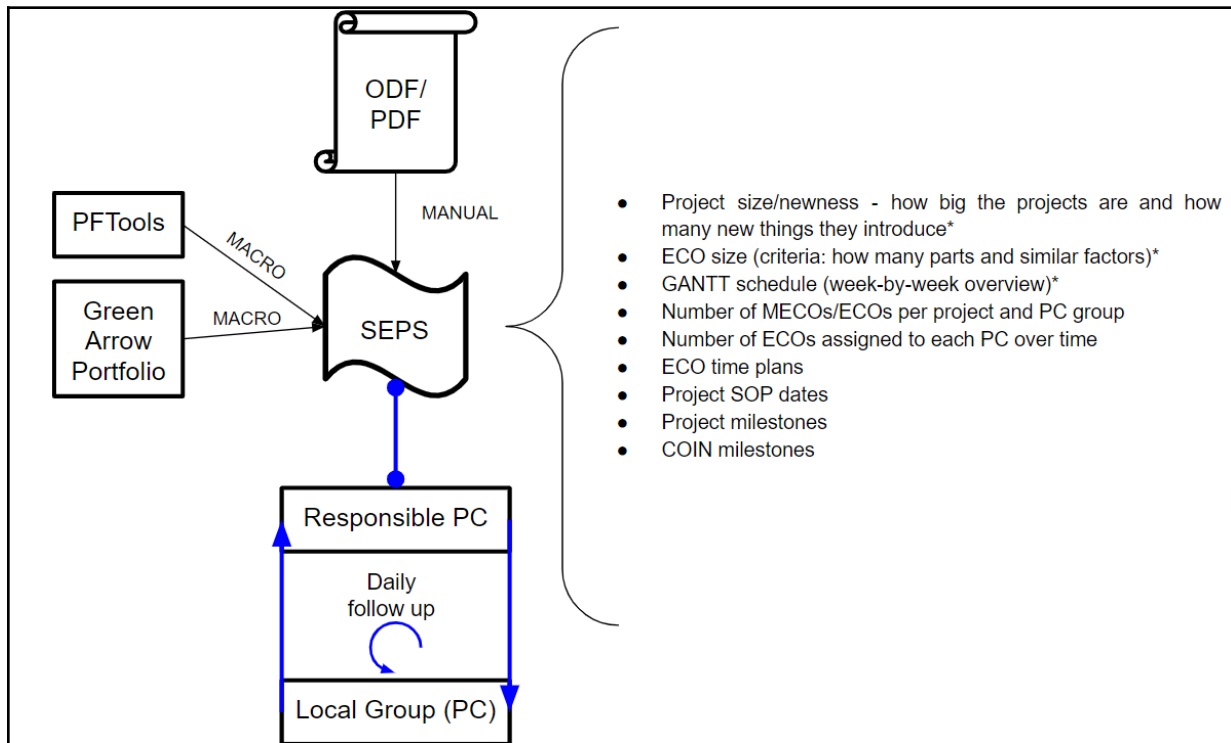 ODF/
PDF
MANUAL
PFTools
MACRO
Green
Arrow
Portfolio
MACRO
SEPS
Responsible PC
Daily
follow up
Local Group (PC)
● Project size/newness - how big the projects are and how
many new things they introduce*
● ECO size (criteria: how many parts and similar factors)*
● GANTT schedule (week-by-week overview)*
● Number of MECOs/ECOs per project and PC group
● Number of ECOs assigned to each PC over time
● ECO time plans
● Project SOP dates
● Project milestones
● COIN milestones